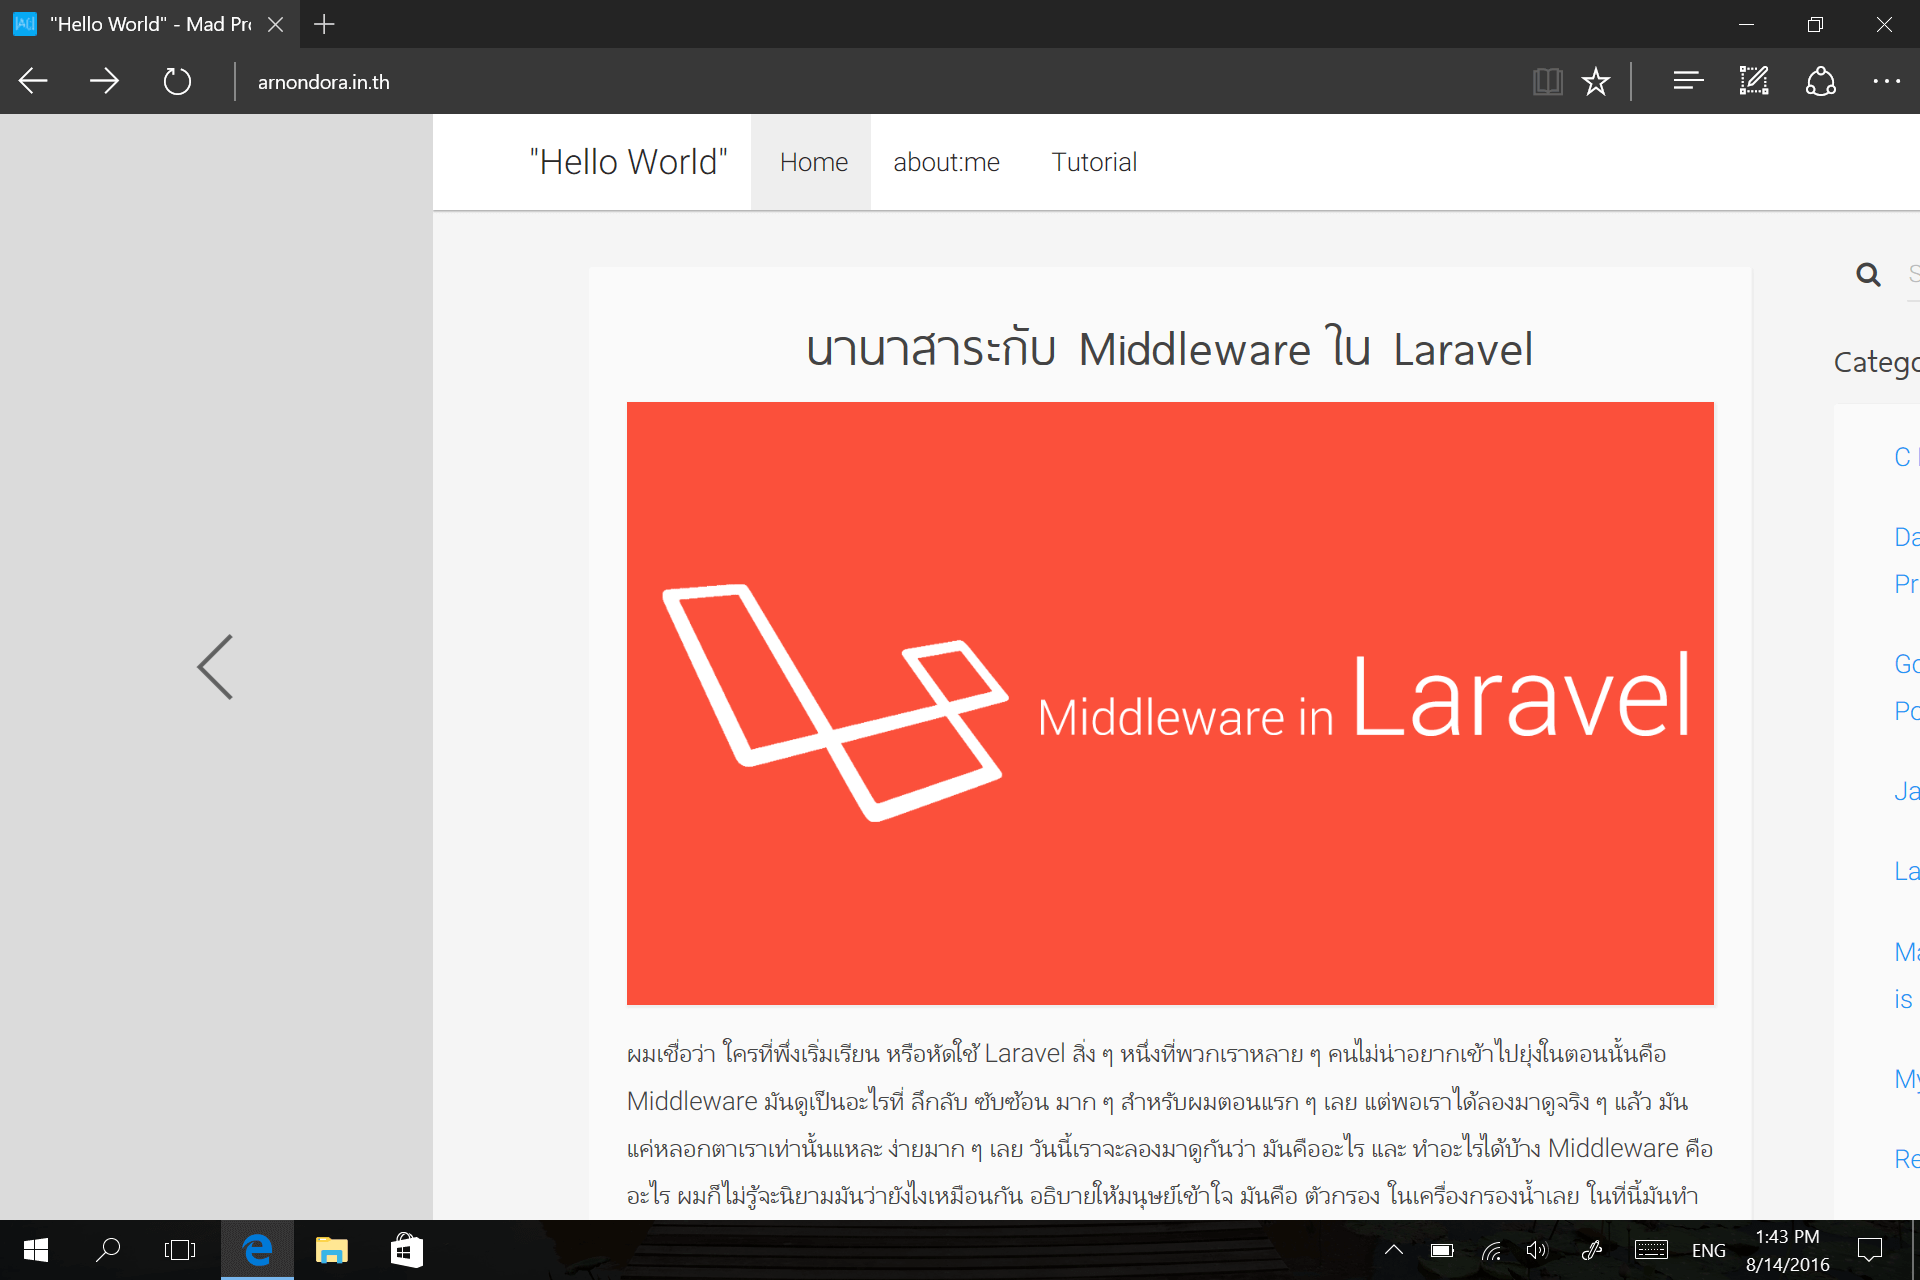 "Hello World" - Mad Pro
arnondora.in.th
"Hello World" Home about:me Tutorial
นานาสาระกับ Middleware ใน Laravel
Catego
Middleware in Laravel
C
Da
Pr
Go
Po
Ja
La
Ma
is
My
Re
ผมเชื่อว่า ใครที่พึ่งเริ่มเรียน หรือหัดใช้ Laravel สิ่ง ๆ หนึ่งที่พวกเราหลาย ๆ คนไม่น่าอยากเข้าไปยุ่งในตอนนั้นคือ
Middleware มันดูเป็นอะไรที่ ลึกลับ ซับซ้อน มาก ๆ สำหรับผมตอนแรก ๆ เลย แต่พอเราได้ลองมาดูจริง ๆ แล้ว มัน
แค่หลอกตาเราเท่านั้นแหละ ง่ายมาก ๆ เลย วันนี้เราจะลองมาดูกันว่า มันคืออะไร และ ทำอะไรได้บ้าง Middleware คือ
อะไร ผมก็ไม่รู้จะนิยามมันว่ายังไงเหมือนกัน อธิบายให้มนุษย์เข้าใจ มันคือ ตัวกรอง ในเครื่องกรองน้ำเลย ในที่นี้มันทำ
ENG
1:43 PM
8/14/2016